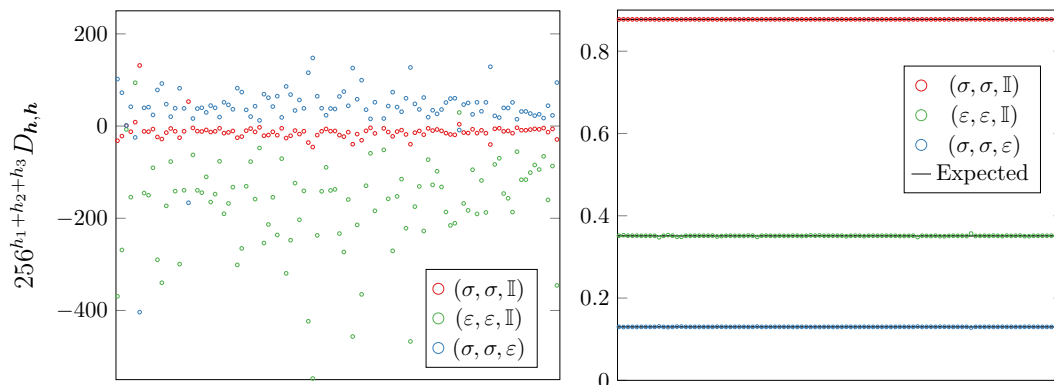 256^{h_1+h_2+h_3} D_{h,h}
200
0
−200
−400
(σ, σ, 𝕀)
(ε, ε, 𝕀)
(σ, σ, ε)
0.8
0.6
0.4
0.2
0
(σ, σ, 𝕀)
(ε, ε, 𝕀)
(σ, σ, ε)
Expected